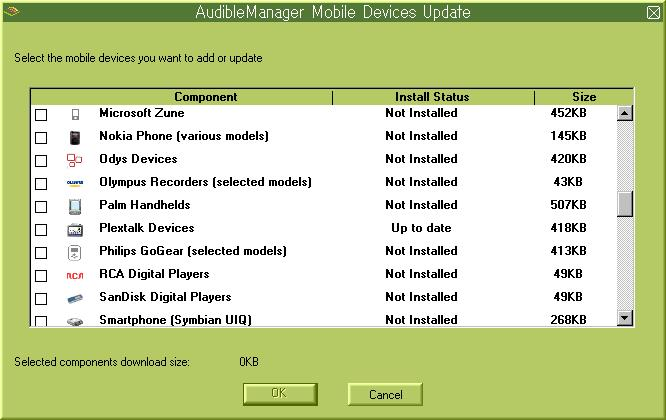 AudibleManager Mobile Devices Update
Select the mobile devices you want to add or update
Component Install Status Size
Microsoft Zune Not Installed 452KB
Nokia Phone (various models) Not Installed 145KB
Odys Devices Not Installed 420KB
OLYMPUS Olympus Recorders (selected models) Not Installed 43KB
Palm Handhelds Not Installed 507KB
Plextalk Devices Up to date 418KB
Philips GoGear (selected models) Not Installed 413KB
RCA RCA Digital Players Not Installed 49KB
SanDisk Digital Players Not Installed 49KB
Smartphone (Symbian UIQ) Not Installed 268KB
Selected components download size: 0KB
OK Cancel